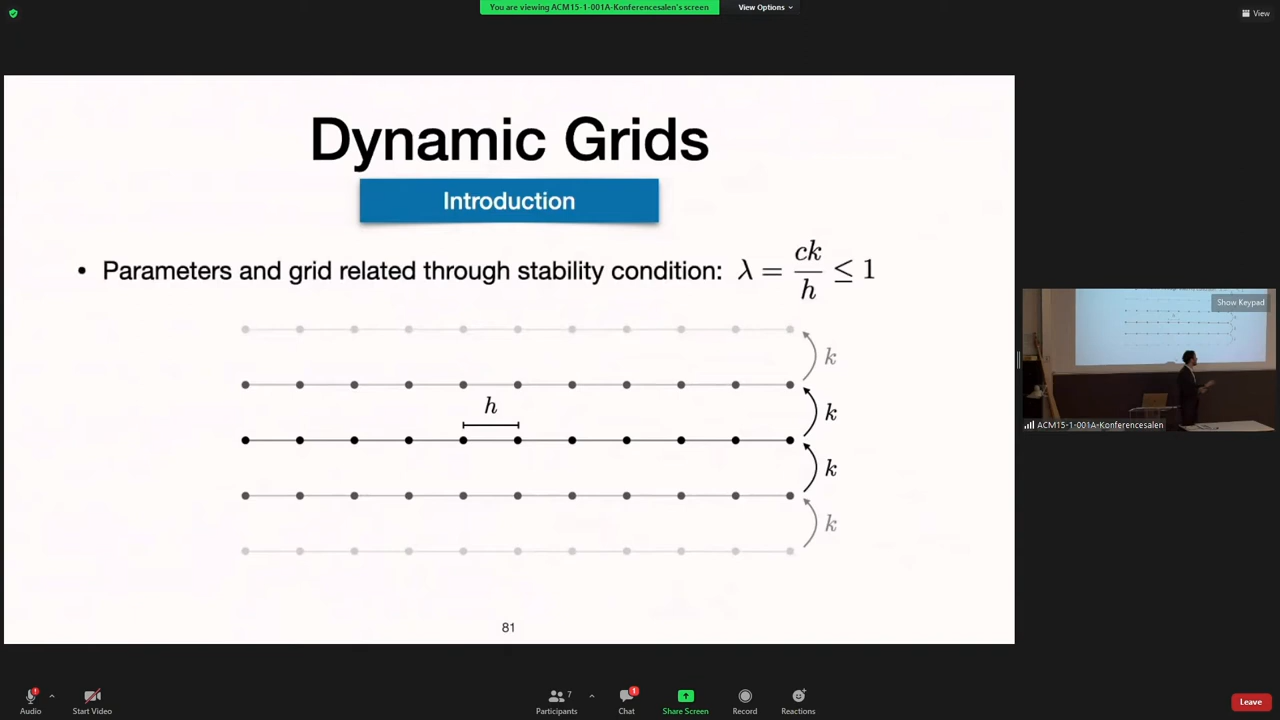 You are viewing ACM15-1-001A-Konferencesalen's screen
View Options
View
Dynamic Grids
Introduction
• Parameters and grid related through stability condition: λ = ck/h ≤ 1
k
h
k
k
k
81
Show Keypad
ACM15-1-001A-Konferencesalen
Audio
Start Video
7
Participants
1
Chat
Share Screen
Record
Reactions
Leave